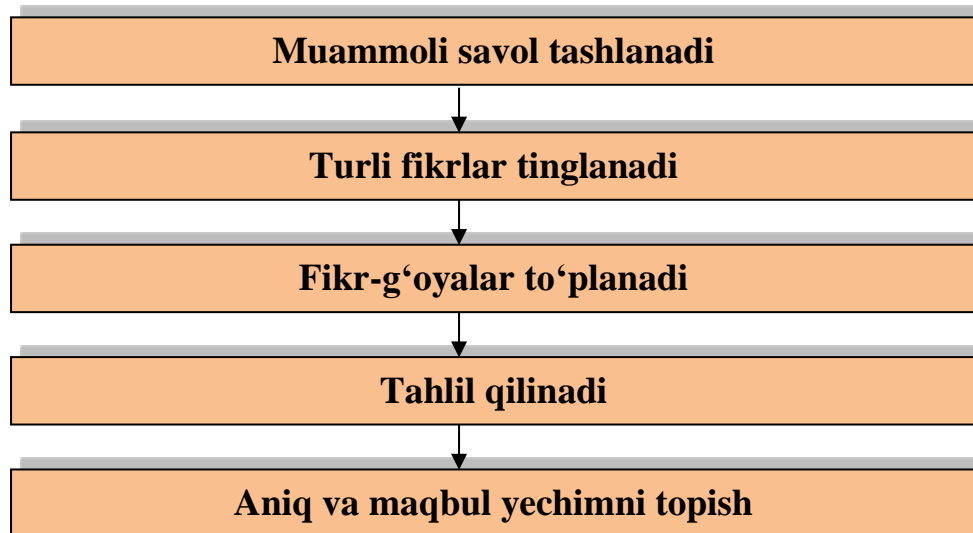 Muammoli savol tashlanadi
Turli fikrlar tinglanadi
Fikr-g‘oyalar to‘planadi
Tahlil qilinadi
Aniq va maqbul yechimni topish